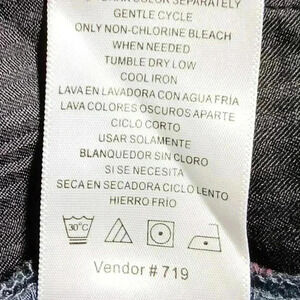 COLOR SEPARATELY
GENTLE CYCLE
ONLY NON-CHLORINE BLEACH
WHEN NEEDED
TUMBLE DRY LOW
COOL IRON
LAVA EN LAVADORA CON AGUA FRÍA
LAVA COLORES OSCUROS APARTE
CICLO CORTO
USAR SOLAMENTE
BLANQUEDOR SIN CLORO
SI SE NECESITA
SECA EN SECADORA CICLO LENTO
HIERRO FRÍO
30°C
Vendor # 719